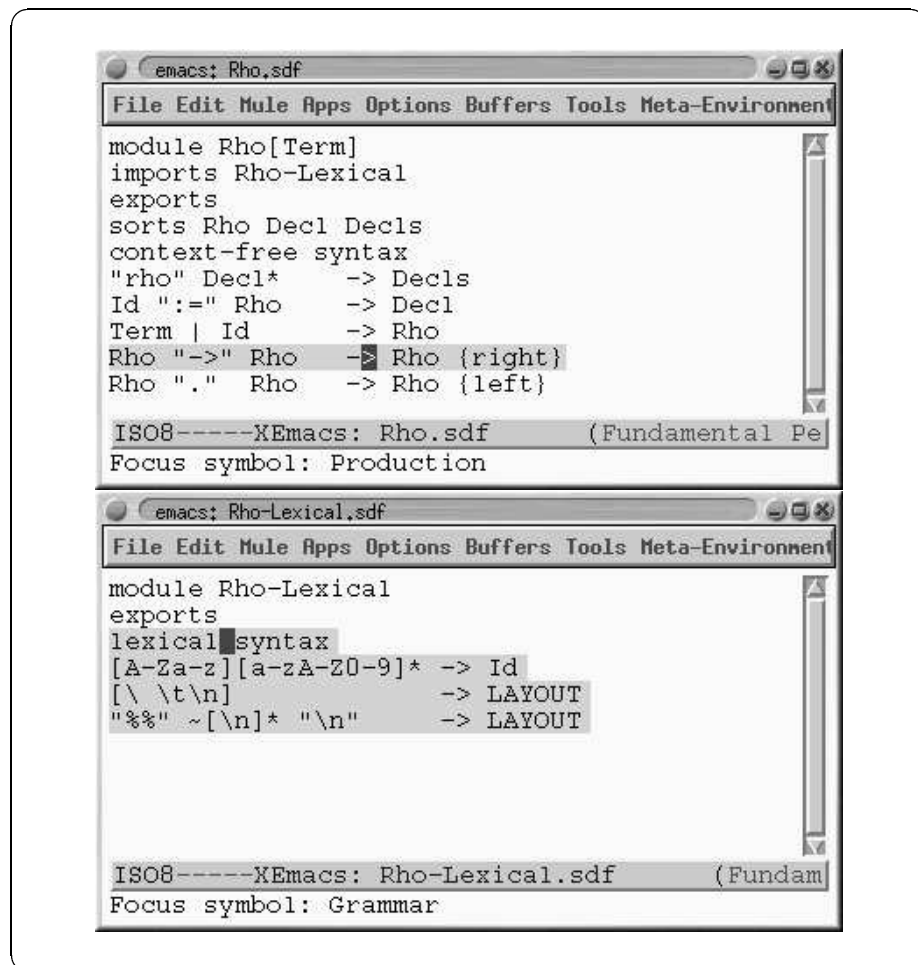 emacs: Rho.sdf
File Edit Mule Apps Options Buffers Tools Meta-Environment
module Rho[Term]
imports Rho-Lexical
exports
sorts Rho Decl Decls
context-free syntax
"rho" Decl*    -> Decls
Id ":=" Rho    -> Decl
Term | Id      -> Rho
Rho "->" Rho   -> Rho {right}
Rho "."  Rho   -> Rho {left}
ISO8-----XEmacs: Rho.sdf      (Fundamental Pe
Focus symbol: Production
emacs: Rho-Lexical.sdf
File Edit Mule Apps Options Buffers Tools Meta-Environment
module Rho-Lexical
exports
lexical syntax
[A-Za-z][a-zA-Z0-9]* -> Id
[\ \t\n]             -> LAYOUT
"%%" ~[\n]* "\n"     -> LAYOUT
ISO8-----XEmacs: Rho-Lexical.sdf      (Fundam
Focus symbol: Grammar